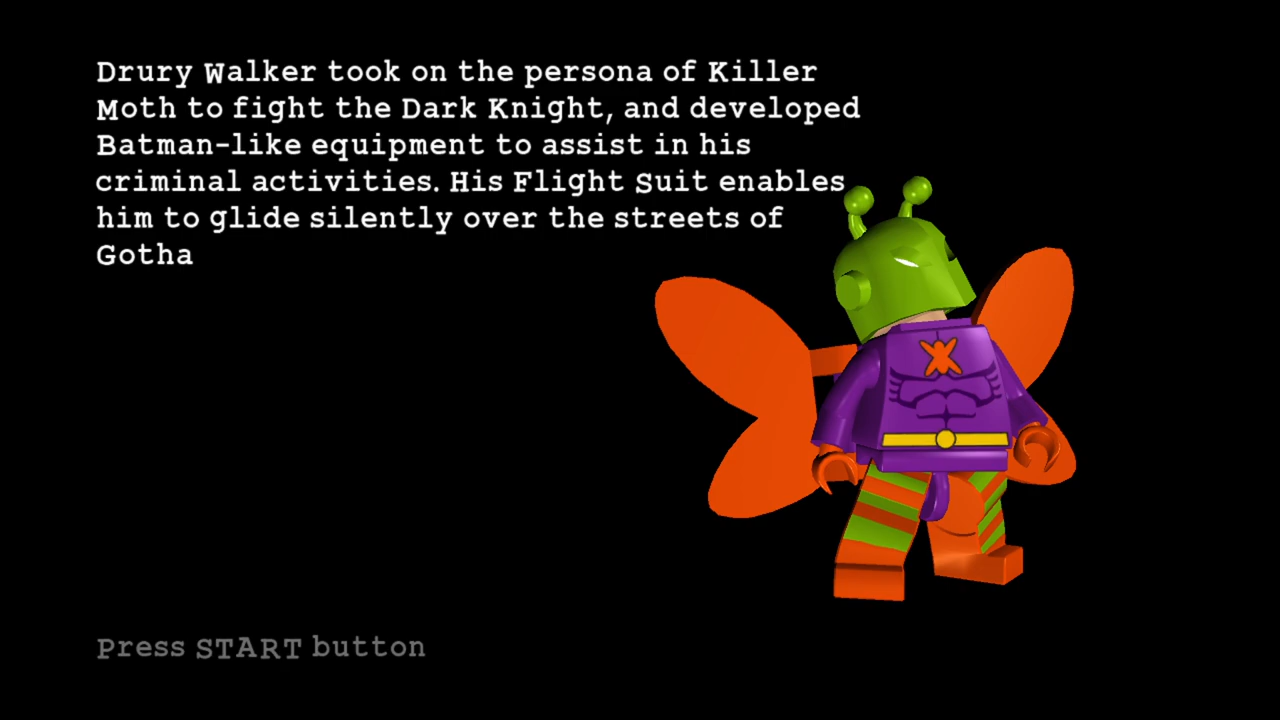 Drury Walker took on the persona of Killer
Moth to fight the Dark Knight, and developed
Batman-like equipment to assist in his
criminal activities. His Flight Suit enables
him to glide silently over the streets of
Gotha
Press START button